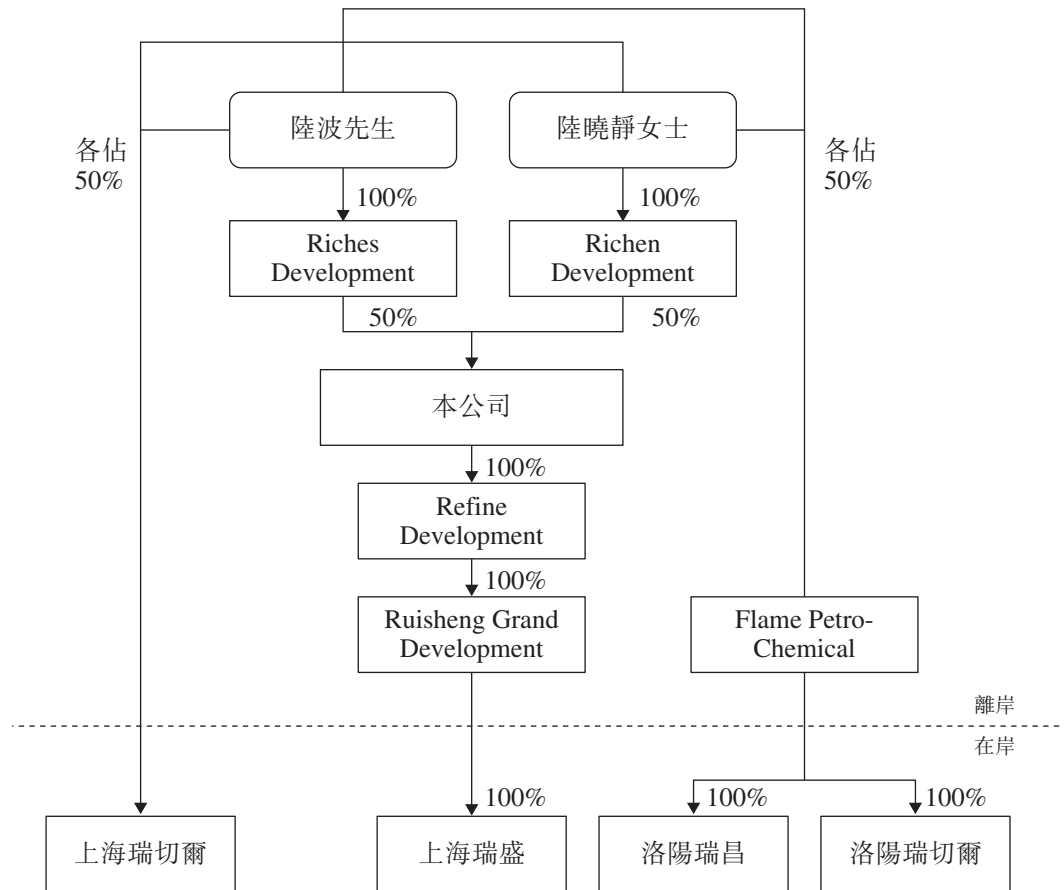 陸波先生
陸曉靜女士
各佔
50%
各佔
50%
100%
100%
Riches
Development
Richen
Development
50%
50%
本公司
100%
Refine
Development
100%
Ruisheng Grand
Development
Flame Petro-
Chemical
離岸
在岸
100%
100%
100%
上海瑞切爾
上海瑞盛
洛陽瑞昌
洛陽瑞切爾